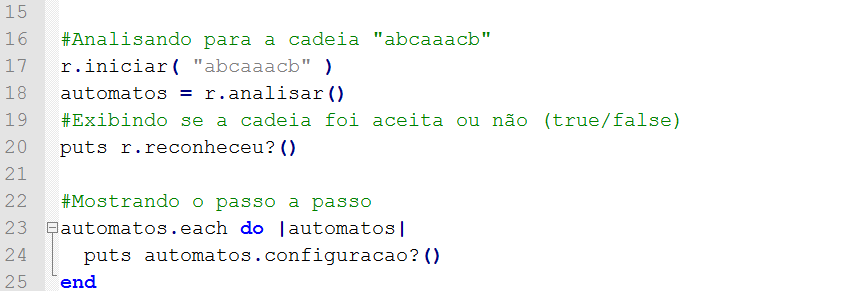 15
16 #Analisando para a cadeia "abcaaacb"
17 r.iniciar( "abcaaacb" )
18 automatos = r.analisar()
19 #Exibindo se a cadeia foi aceita ou não (true/false)
20 puts r.reconheceu?()
21
22 #Mostrando o passo a passo
23 automatos.each do |automatos|
24   puts automatos.configuracao?()
25 end